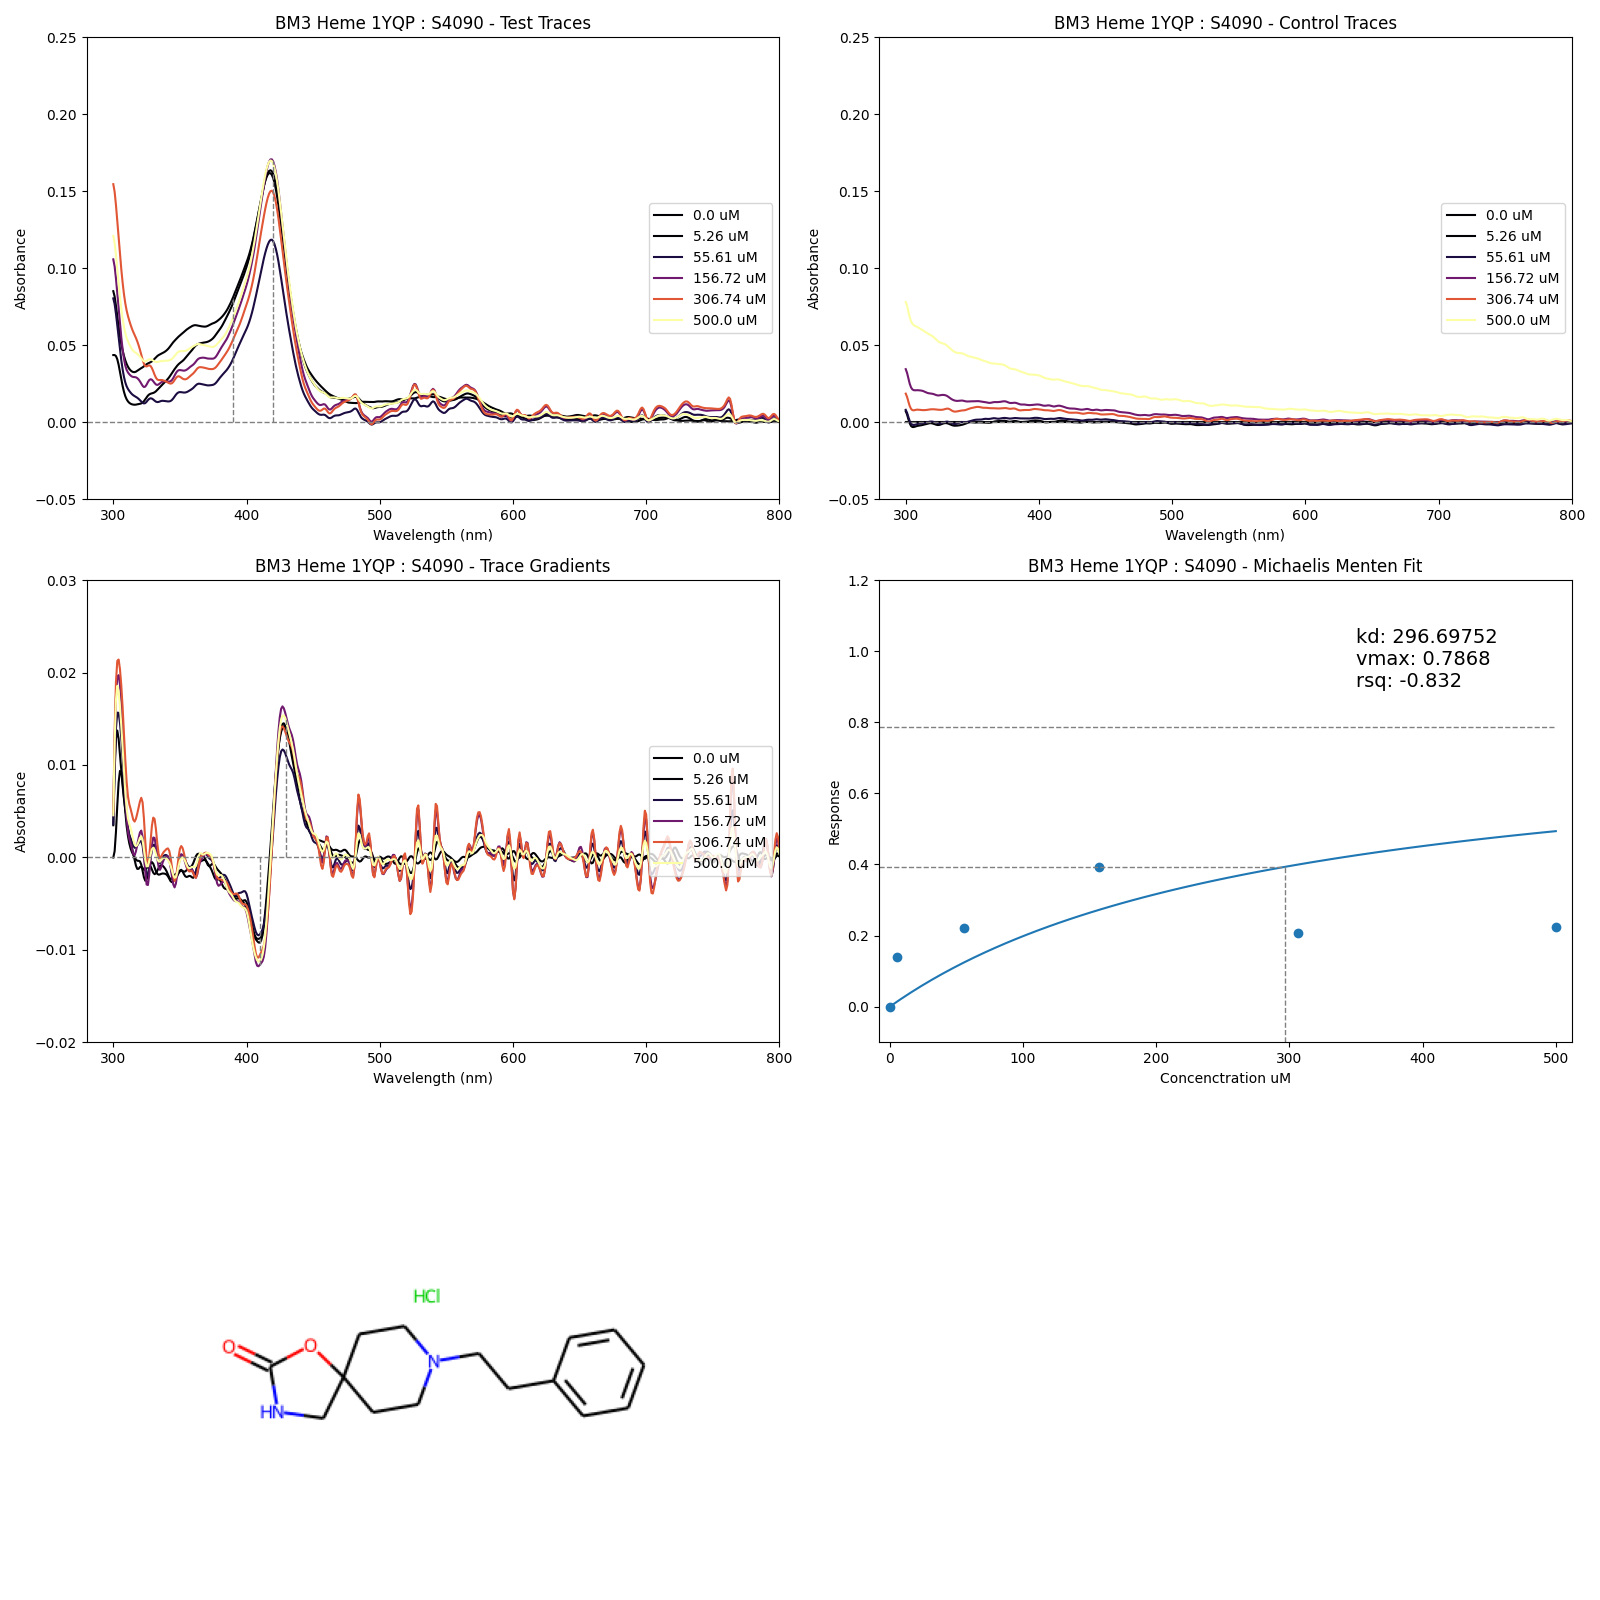 BM3 Heme 1YQP : S4090 - Test Traces
0.25
0.20
0.15
0.10
0.05
0.00
−0.05
Absorbance
300 400 500 600 700 800
Wavelength (nm)
0.0 uM
5.26 uM
55.61 uM
156.72 uM
306.74 uM
500.0 uM
BM3 Heme 1YQP : S4090 - Control Traces
0.25
0.20
0.15
0.10
0.05
0.00
−0.05
Absorbance
300 400 500 600 700 800
Wavelength (nm)
0.0 uM
5.26 uM
55.61 uM
156.72 uM
306.74 uM
500.0 uM
BM3 Heme 1YQP : S4090 - Trace Gradients
0.03
0.02
0.01
0.00
−0.01
−0.02
Absorbance
300 400 500 600 700 800
Wavelength (nm)
0.0 uM
5.26 uM
55.61 uM
156.72 uM
306.74 uM
500.0 uM
BM3 Heme 1YQP : S4090 - Michaelis Menten Fit
1.2
1.0
0.8
0.6
0.4
0.2
0.0
Response
0 100 200 300 400 500
Concenctration uM
kd: 296.69752
vmax: 0.7868
rsq: -0.832
HCl
O
O
N
HN